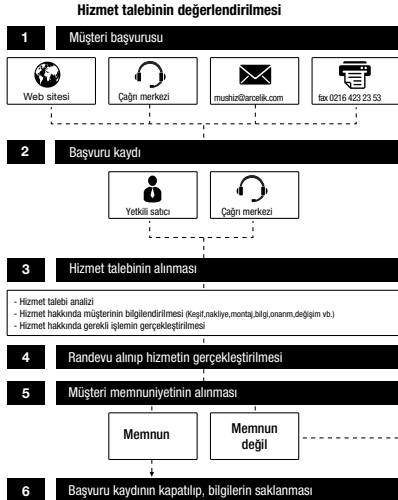 Hizmet talebinin değerlendirilmesi
1 Müşteri başvurusu
Web sitesi
Çağrı merkezi
mushiz@arcelik.com
fax 0216 423 23 53
2 Başvuru kaydı
Yetkili satıcı
Çağrı merkezi
3 Hizmet talebinin alınması
- Hizmet talebi analizi
- Hizmet hakkında müşterinin bilgilendirilmesi (Keşif,nakliye,montaj,bilgi,onarım,değişim vb.)
- Hizmet hakkında gerekli işlemin gerçekleştirilmesi
4 Randevu alınıp hizmetin gerçekleştirilmesi
5 Müşteri memnuniyetinin alınması
Memnun
Memnun
değil
6 Başvuru kaydının kapatılıp, bilgilerin saklanması